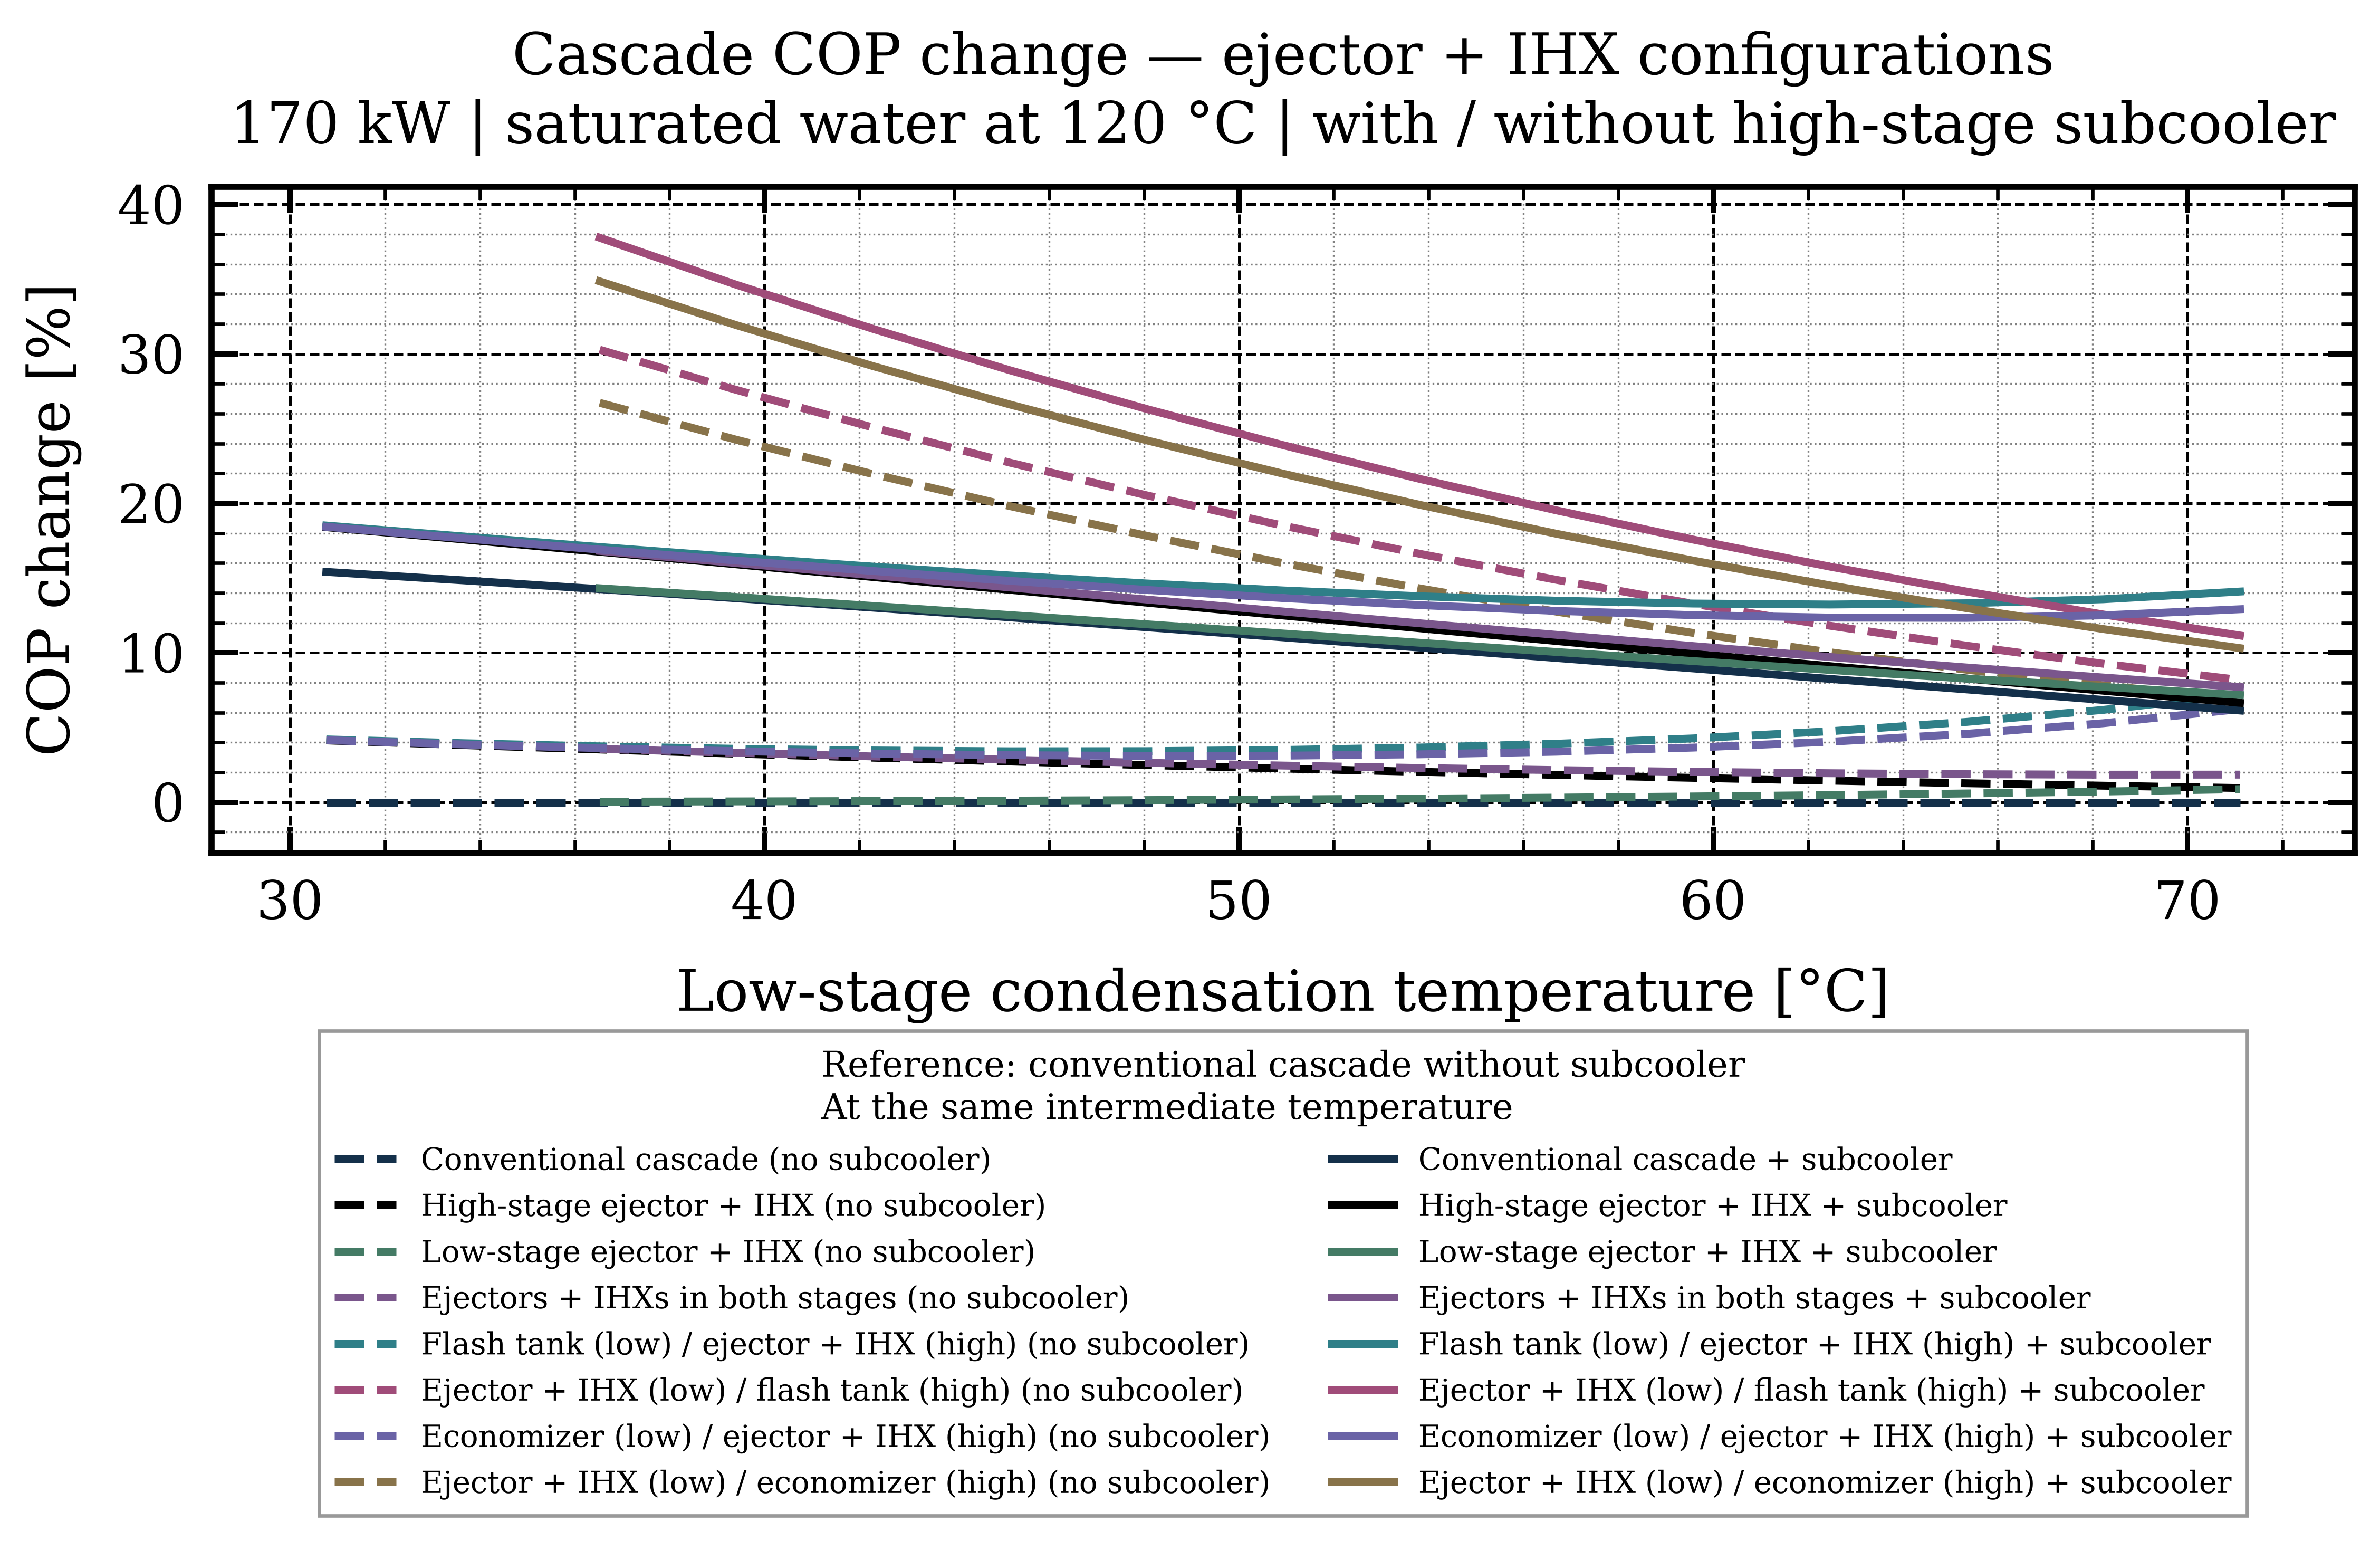 Cascade COP change — ejector + IHX configurations
170 kW | saturated water at 120 °C | with / without high-stage subcooler
COP change [%]
40
30
20
10
0
30 40 50 60 70
Low-stage condensation temperature [°C]
Reference: conventional cascade without subcooler
At the same intermediate temperature
Conventional cascade (no subcooler)
High-stage ejector + IHX (no subcooler)
Low-stage ejector + IHX (no subcooler)
Ejectors + IHXs in both stages (no subcooler)
Flash tank (low) / ejector + IHX (high) (no subcooler)
Ejector + IHX (low) / flash tank (high) (no subcooler)
Economizer (low) / ejector + IHX (high) (no subcooler)
Ejector + IHX (low) / economizer (high) (no subcooler)
Conventional cascade + subcooler
High-stage ejector + IHX + subcooler
Low-stage ejector + IHX + subcooler
Ejectors + IHXs in both stages + subcooler
Flash tank (low) / ejector + IHX (high) + subcooler
Ejector + IHX (low) / flash tank (high) + subcooler
Economizer (low) / ejector + IHX (high) + subcooler
Ejector + IHX (low) / economizer (high) + subcooler